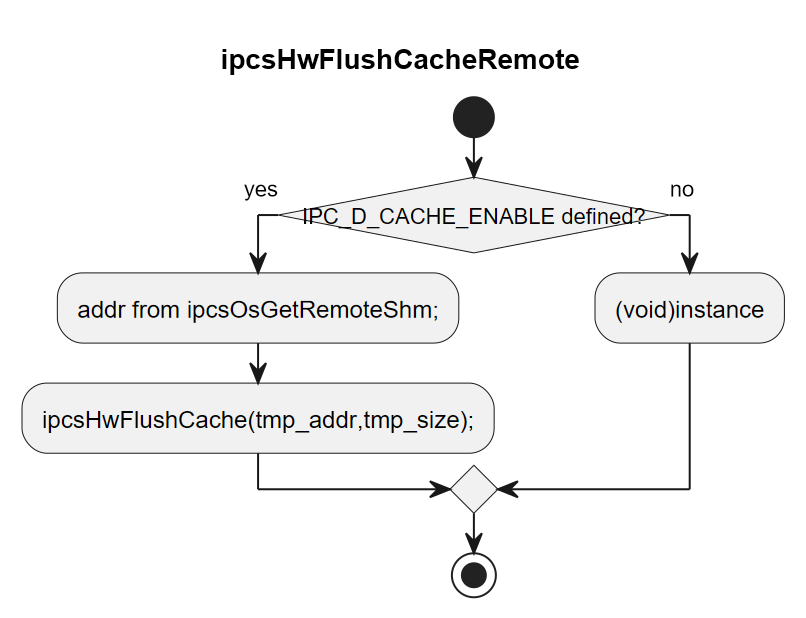 ipcsHwFlushCacheRemote
yes
no
IPC_D_CACHE_ENABLE defined?
addr from ipcsOsGetRemoteShm;
(void)instance
ipcsHwFlushCache(tmp_addr,tmp_size);